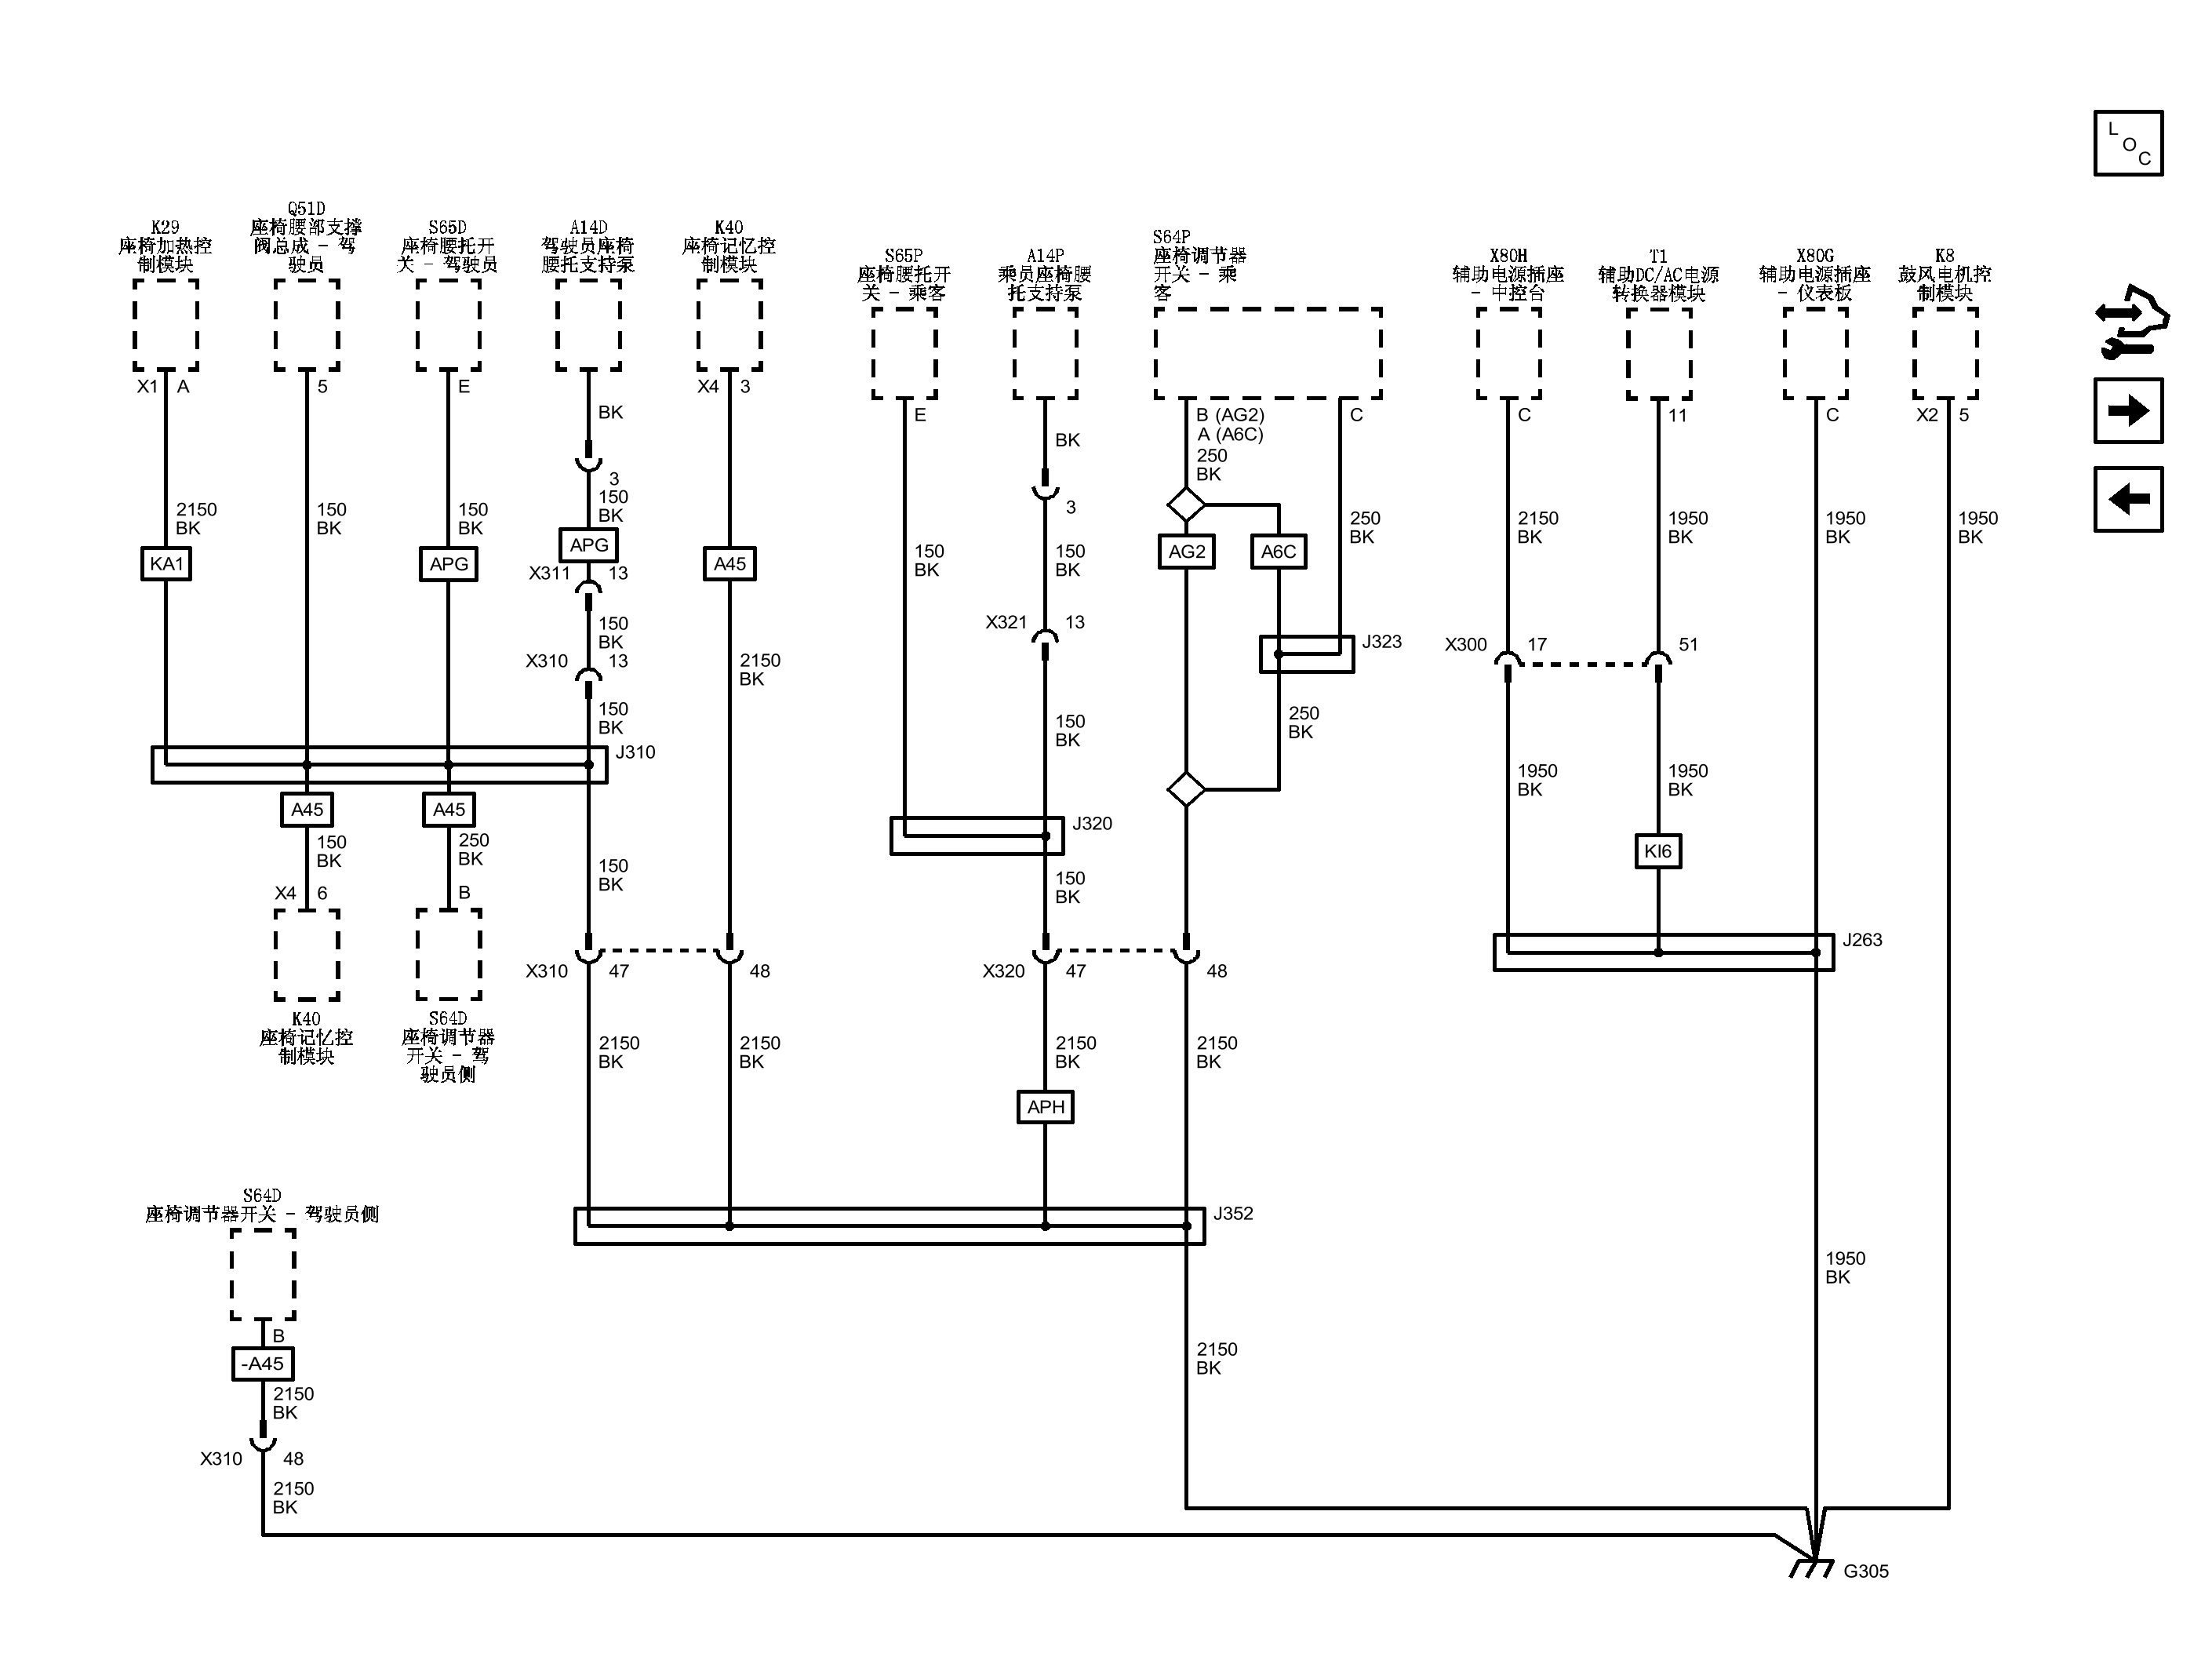 L
O
C
K29
座椅加热控
制模块
Q51D
座椅腰部支撑
阀总成 - 驾
驶员
S65D
座椅腰托开
关 - 驾驶员
A14D
驾驶员座椅
腰托支持泵
K40
座椅记忆控
制模块
S65P
座椅腰托开
关 - 乘客
A14P
乘员座椅腰
托支持泵
S64P
座椅调节器
开关 - 乘
客
X80H
辅助电源插座
- 中控台
T1
辅助DC/AC电源
转换器模块
X80G
辅助电源插座
- 仪表板
K8
鼓风电机控
制模块
X1 A
5
E
BK
X4 3
E
BK
B (AG2)
A (A6C)
250
BK
C
C
11
C
X2 5
3
150
BK
3
2150
BK
150
BK
150
BK
APG
X311 13
KA1
APG
A45
150
BK
150
BK
AG2
A6C
250
BK
2150
BK
1950
BK
1950
BK
1950
BK
150
BK
X310 13
150
BK
2150
BK
X321 13
J323
X300 17
51
150
BK
250
BK
1950
BK
1950
BK
J310
A45
A45
150
BK
250
BK
150
BK
J320
150
BK
KI6
X4 6
B
J263
X310 47
48
X320 47
48
K40
座椅记忆控
制模块
S64D
座椅调节器
开关 - 驾
驶员侧
2150
BK
2150
BK
2150
BK
2150
BK
APH
J352
S64D
座椅调节器开关 - 驾驶员侧
B
-A45
2150
BK
X310 48
2150
BK
2150
BK
1950
BK
G305